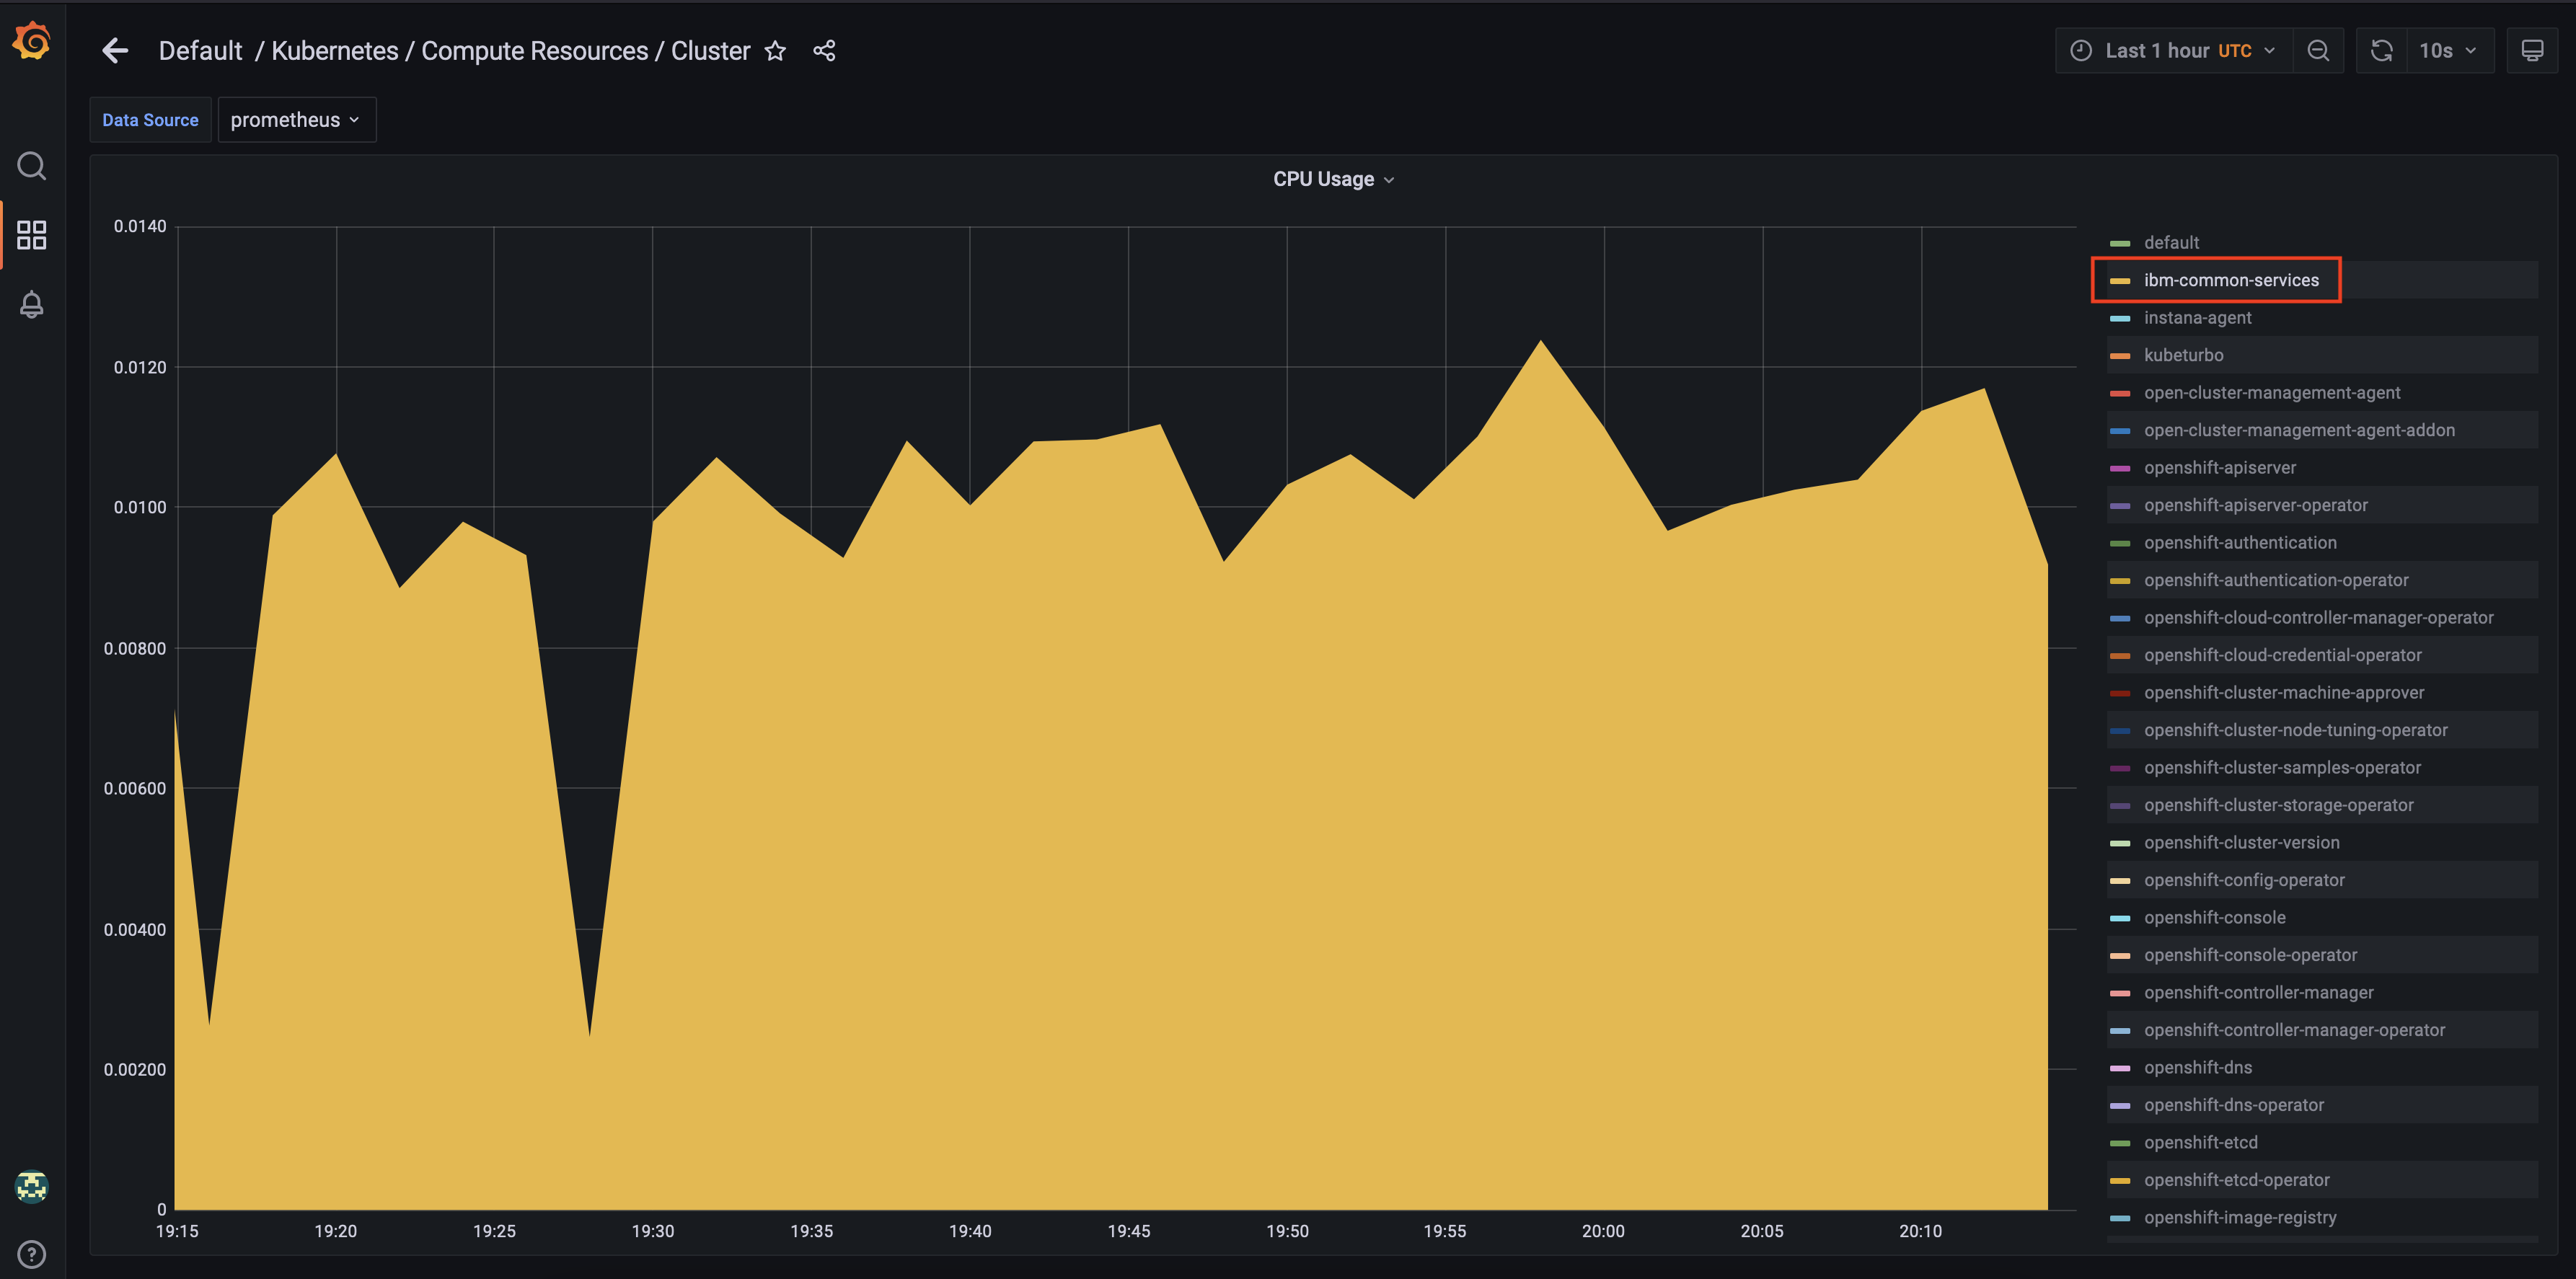 Default / Kubernetes / Compute Resources / Cluster
Last 1 hour UTC
10s
Data Source
prometheus
CPU Usage
0.0140
0.0120
0.0100
0.00800
0.00600
0.00400
0.00200
0
19:15 19:20 19:25 19:30 19:35 19:40 19:45 19:50 19:55 20:00 20:05 20:10
default
ibm-common-services
instana-agent
kubeturbo
open-cluster-management-agent
open-cluster-management-agent-addon
openshift-apiserver
openshift-apiserver-operator
openshift-authentication
openshift-authentication-operator
openshift-cloud-controller-manager-operator
openshift-cloud-credential-operator
openshift-cluster-machine-approver
openshift-cluster-node-tuning-operator
openshift-cluster-samples-operator
openshift-cluster-storage-operator
openshift-cluster-version
openshift-config-operator
openshift-console
openshift-console-operator
openshift-controller-manager
openshift-controller-manager-operator
openshift-dns
openshift-dns-operator
openshift-etcd
openshift-etcd-operator
openshift-image-registry